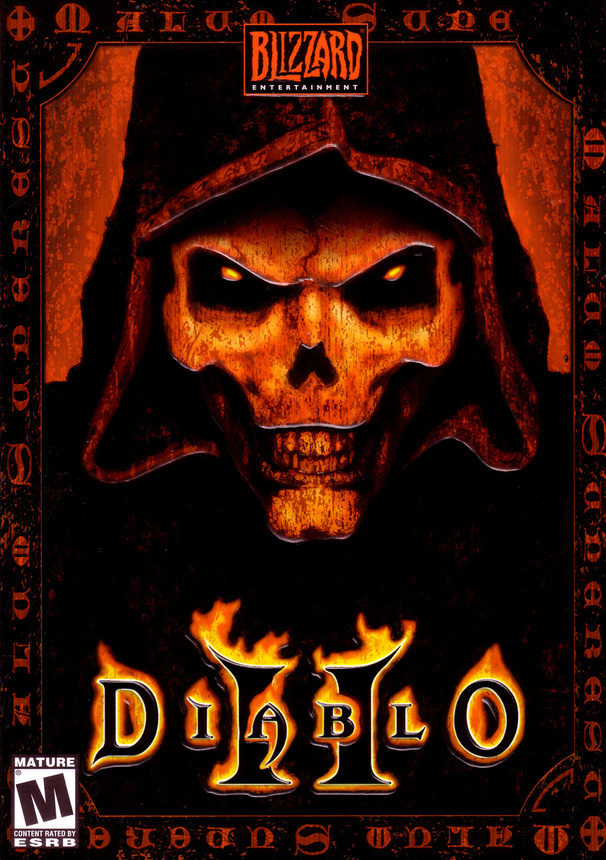 BLIZZARD
ENTERTAINMENT
DIABLO
II
MATURE
M
®
CONTENT RATED BY
ESRB